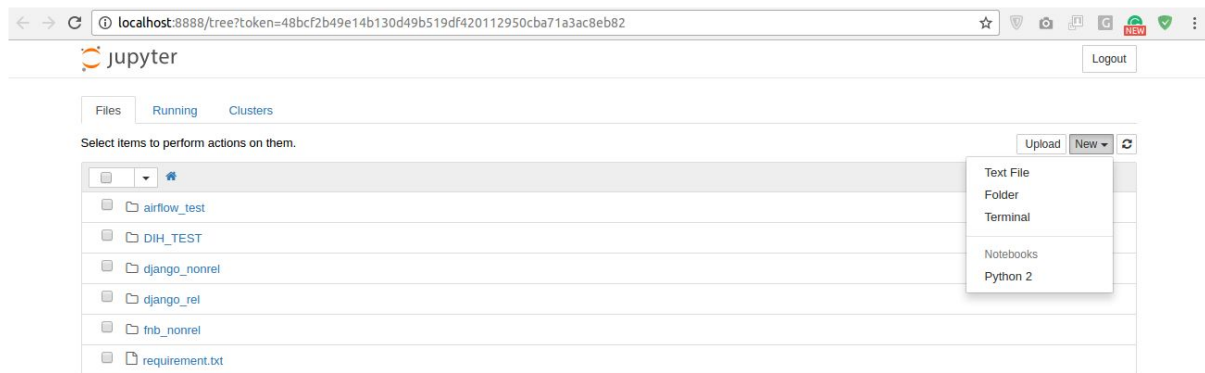 localhost:8888/tree?token=48bcf2b49e14b130d49b519df420112950cba71a3ac8eb82
G
NEW
jupyter
Logout
Files Running Clusters
Select items to perform actions on them.
Upload New
Text File
Folder
Terminal
Notebooks
Python 2
airflow_test
DIH_TEST
django_nonrel
django_rel
fnb_nonrel
requirement.txt